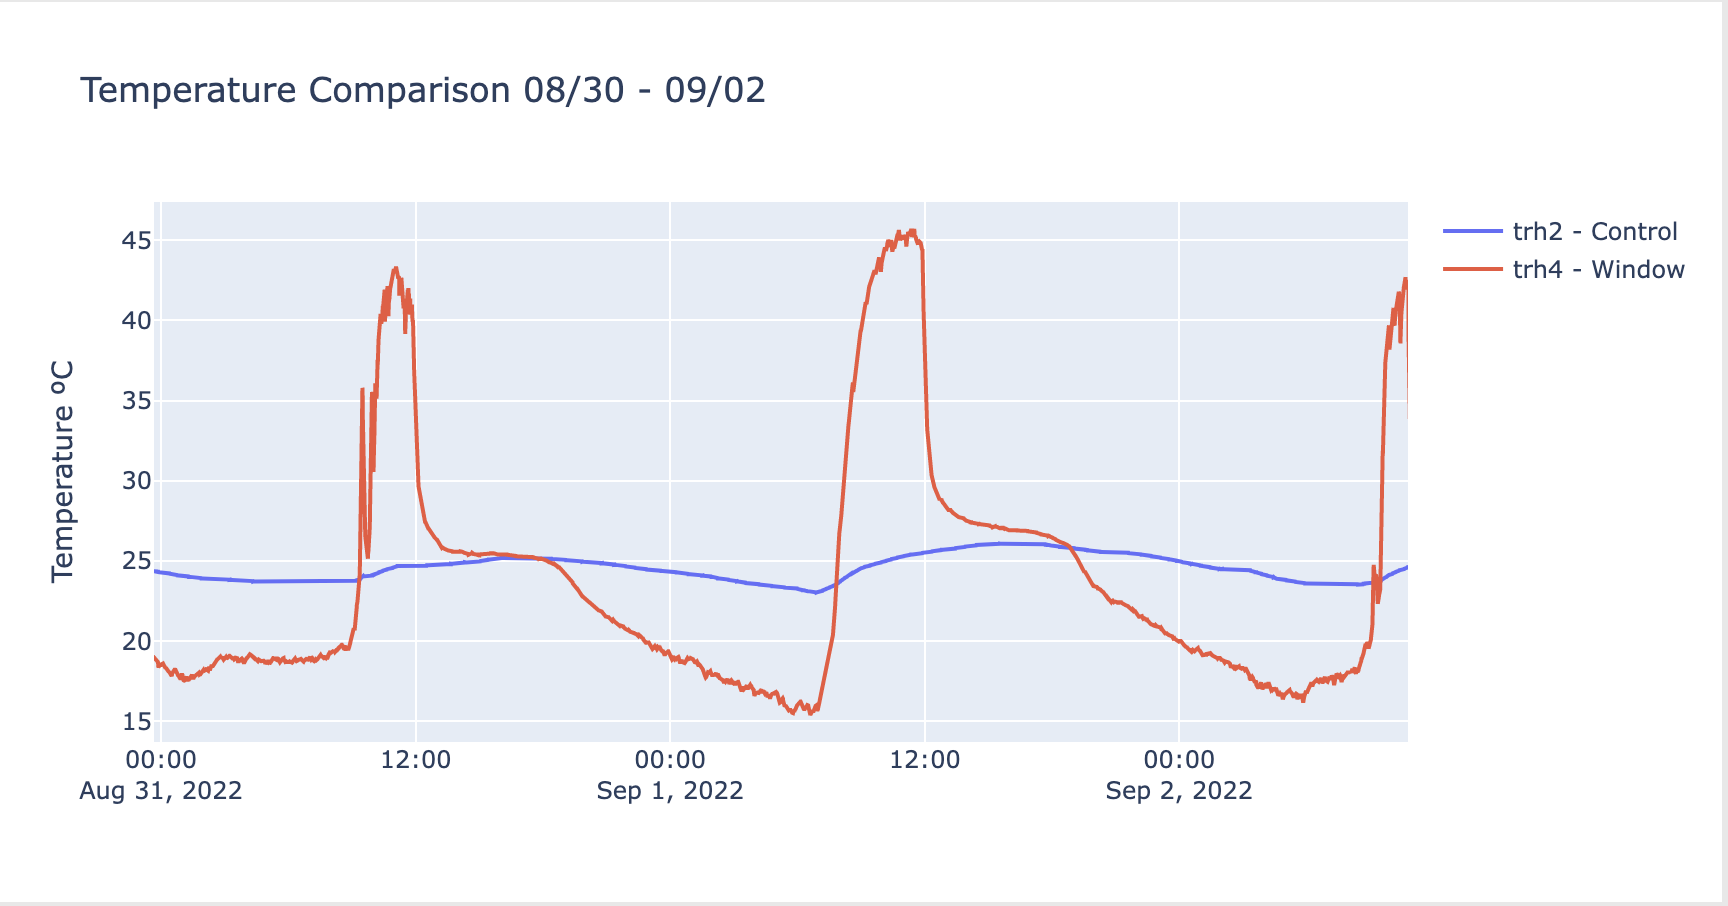 Temperature Comparison 08/30 - 09/02
trh2 - Control
trh4 - Window
Temperature ºC
45
40
35
30
25
20
15
00:00
Aug 31, 2022
12:00
00:00
Sep 1, 2022
12:00
00:00
Sep 2, 2022